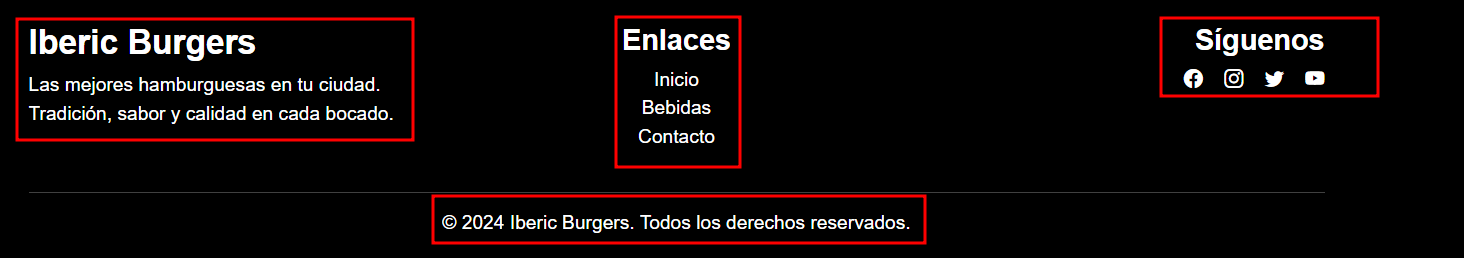 Iberic Burgers
Las mejores hamburguesas en tu ciudad.
Tradición, sabor y calidad en cada bocado.
Enlaces
Inicio
Bebidas
Contacto
Síguenos
© 2024 Iberic Burgers. Todos los derechos reservados.